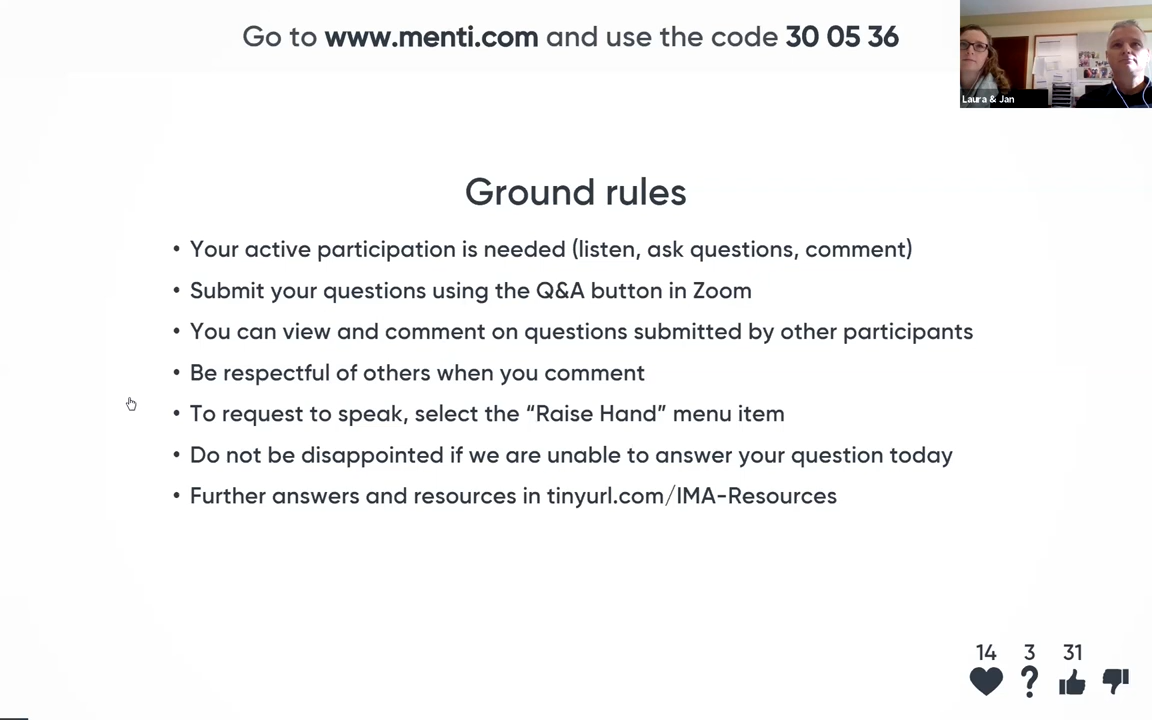 Go to www.menti.com and use the code 30 05 36
Laura & Jan
Ground rules
• Your active participation is needed (listen, ask questions, comment)
• Submit your questions using the Q&A button in Zoom
• You can view and comment on questions submitted by other participants
• Be respectful of others when you comment
• To request to speak, select the “Raise Hand” menu item
• Do not be disappointed if we are unable to answer your question today
• Further answers and resources in tinyurl.com/IMA-Resources
14 3 31